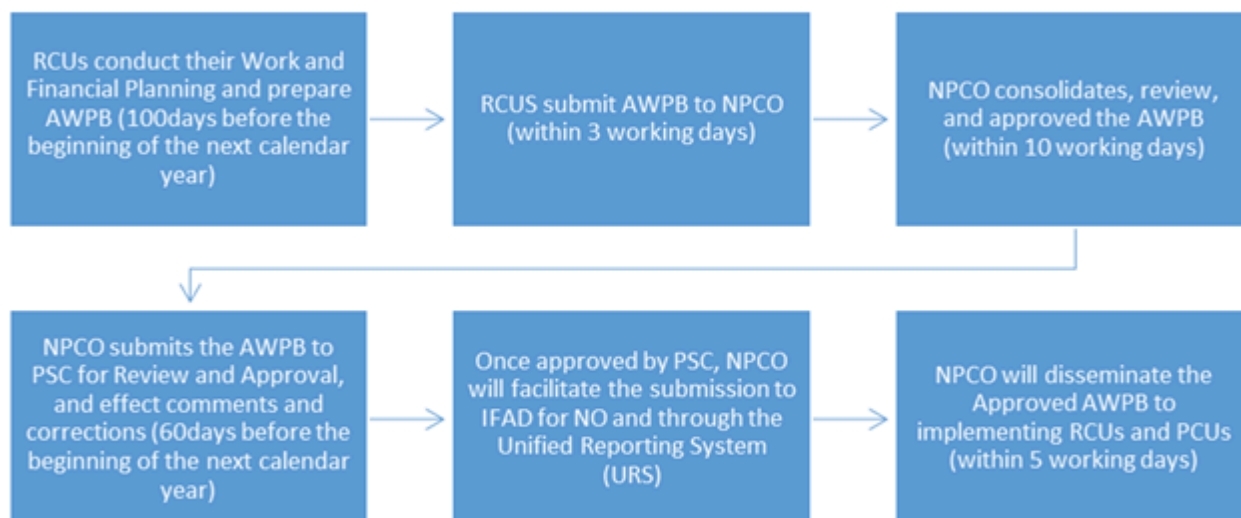 RCUs conduct their Work and
Financial Planning and prepare
AWPB (100days before the
beginning of the next calendar
year)
RCUS submit AWPB to NPCO
(within 3 working days)
NPCO consolidates, review,
and approved the AWPB
(within 10 working days)
NPCO submits the AWPB to
PSC for Review and Approval,
and effect comments and
corrections (60days before the
beginning of the next calendar
year)
Once approved by PSC, NPCO
will facilitate the submission to
IFAD for NO and through the
Unified Reporting System
(URS)
NPCO will disseminate the
Approved AWPB to
implementing RCUs and PCUs
(within 5 working days)